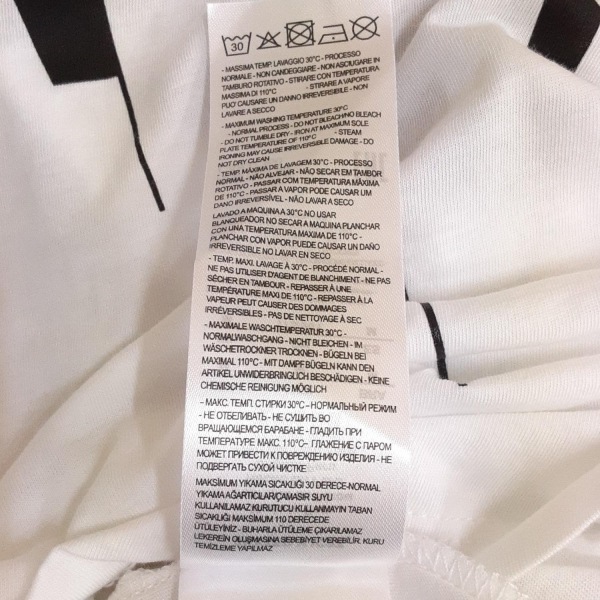 30
- MASSIMA TEMP. LAVAGGIO 30°C - PROCESSO
NORMALE - NON CANDEGGIARE - NON ASCIUGARE IN
TAMBURO ROTATIVO - STIRARE CON TEMPERATURA
MASSIMA DI 110°C - STIRARE A VAPORE
PUO' CAUSARE UN DANNO IRREVERSIBILE - NON
LAVARE A SECCO
- MAXIMUM WASHING TEMPERATURE 30°C
- NORMAL PROCESS - DO NOT BLEACH/NO BLEACH
- DO NOT TUMBLE DRY - IRON AT MAXIMUM SOLE
PLATE TEMPERATURE OF 110°C - STEAM
IRONING MAY CAUSE IRREVERSIBLE DAMAGE - DO
NOT DRY CLEAN
- TEMP. MÁXIMA DE LAVAGEM 30°C - PROCESSO
NORMAL - NÃO ALVEJAR - NÃO SECAR EM TAMBOR
ROTATIVO - PASSAR COM TEMPERATURA MÁXIMA
DE 110°C - PASSAR A VAPOR PODE CAUSAR UM
DANO IRREVERSÍVEL - NÃO LAVAR A SECO
LAVADO A MAQUINA A 30°C NO USAR
BLANQUEADOR NO SECAR A MAQUINA PLANCHAR
CON UNA TEMPERATURA MAXIMA DE 110°C -
PLANCHAR CON VAPOR PUEDE CAUSAR UN DAÑO
IRREVERSIBLE NO LAVAR EN SECO
- TEMP. MAXI. LAVAGE À 30°C - PROCÉDÉ NORMAL -
NE PAS UTILISER D'AGENT DE BLANCHIMENT - NE PAS
SÉCHER EN TAMBOUR - REPASSER À UNE
TEMPÉRATURE MAXI DE 110°C - REPASSER À LA
VAPEUR PEUT CAUSER DES DOMMAGES
IRRÉVERSIBLES - PAS DE NETTOYAGE À SEC
- MAXIMALE WASCHTEMPERATUR 30°C -
NORMALWASCHGANG - NICHT BLEICHEN - IM
WÄSCHETROCKNER TROCKNEN - BÜGELN BEI
MAXIMAL 110°C - MIT DAMPF BÜGELN KANN DEN
ARTIKEL UNWIDERBRINGLICH BESCHÄDIGEN - KEINE
CHEMISCHE REINIGUNG MÖGLICH
- МАКС. ТЕМП. СТИРКИ 30°C - НОРМАЛЬНЫЙ РЕЖИМ
- НЕ ОТБЕЛИВАТЬ - НЕ СУШИТЬ ВО
ВРАЩАЮЩЕМСЯ БАРАБАНЕ - ГЛАДИТЬ ПРИ
ТЕМПЕРАТУРЕ МАКС. 110°C - ГЛАЖЕНИЕ С ПАРОМ
МОЖЕТ ПРИВЕСТИ К ПОВРЕЖДЕНИЮ ИЗДЕЛИЯ - НЕ
ПОДВЕРГАТЬ СУХОЙ ЧИСТКЕ
MAKSİMUM YIKAMA SICAKLIĞI 30 DERECE-NORMAL
YIKAMA AĞARTICILAR/ÇAMASIR SUYU
KULLANILAMAZ KURUTUCU KULLANMAYIN TABAN
SICAKLIĞI MAKSIMUM 110 DERECEDE
ÜTÜLEYİNİZ - BUHARLA ÜTÜLEME ÇIKARILAMAZ
LEKEREIN OLUŞMASINA SEBEBIYET VEREBİLİR. KURU
TEMİZLEME YAPILMAZ